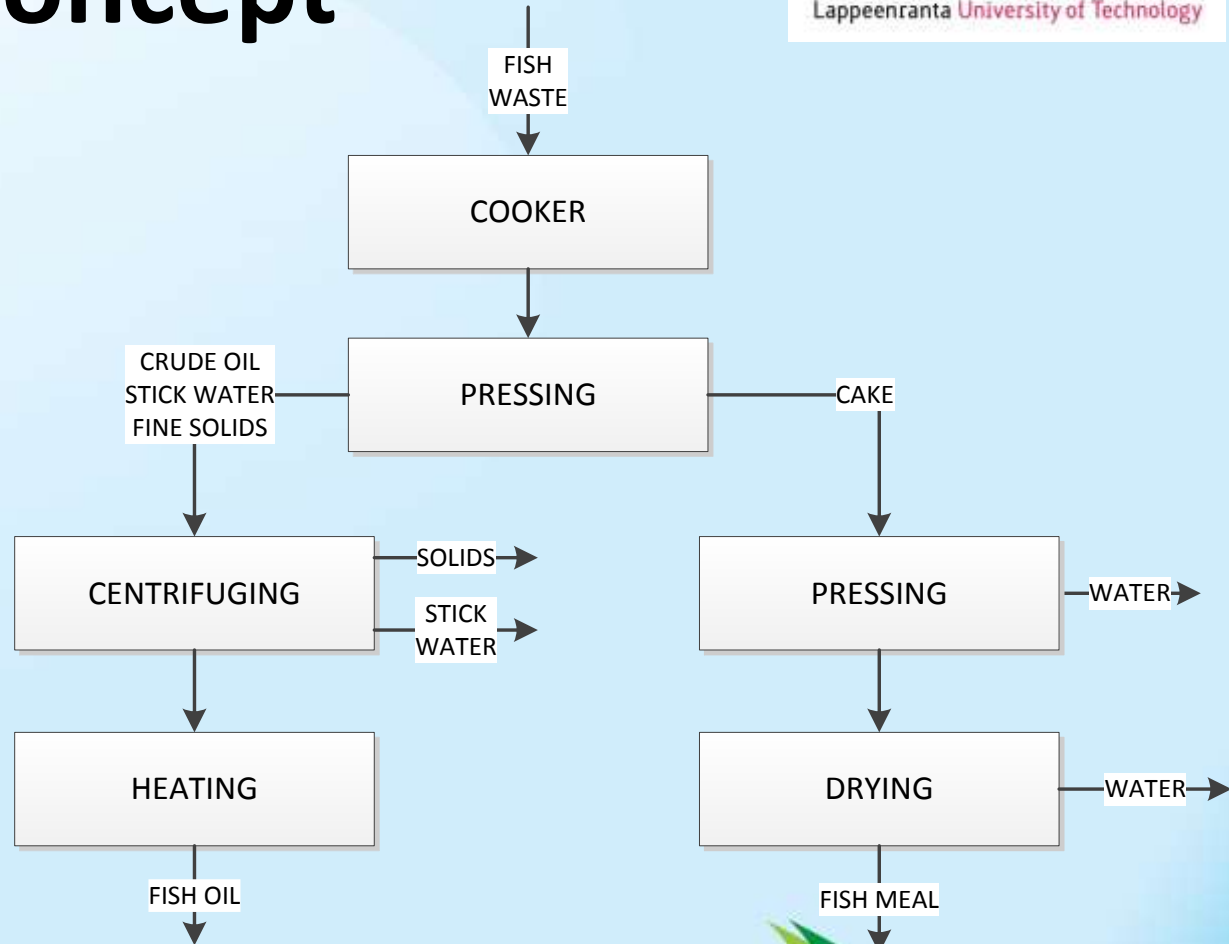 Lappeenranta University of Technology
FISH
WASTE
COOKER
PRESSING
CRUDE OIL
STICK WATER
FINE SOLIDS
CAKE
CENTRIFUGING
SOLIDS
STICK
WATER
PRESSING
WATER
HEATING
DRYING
WATER
FISH OIL
FISH MEAL